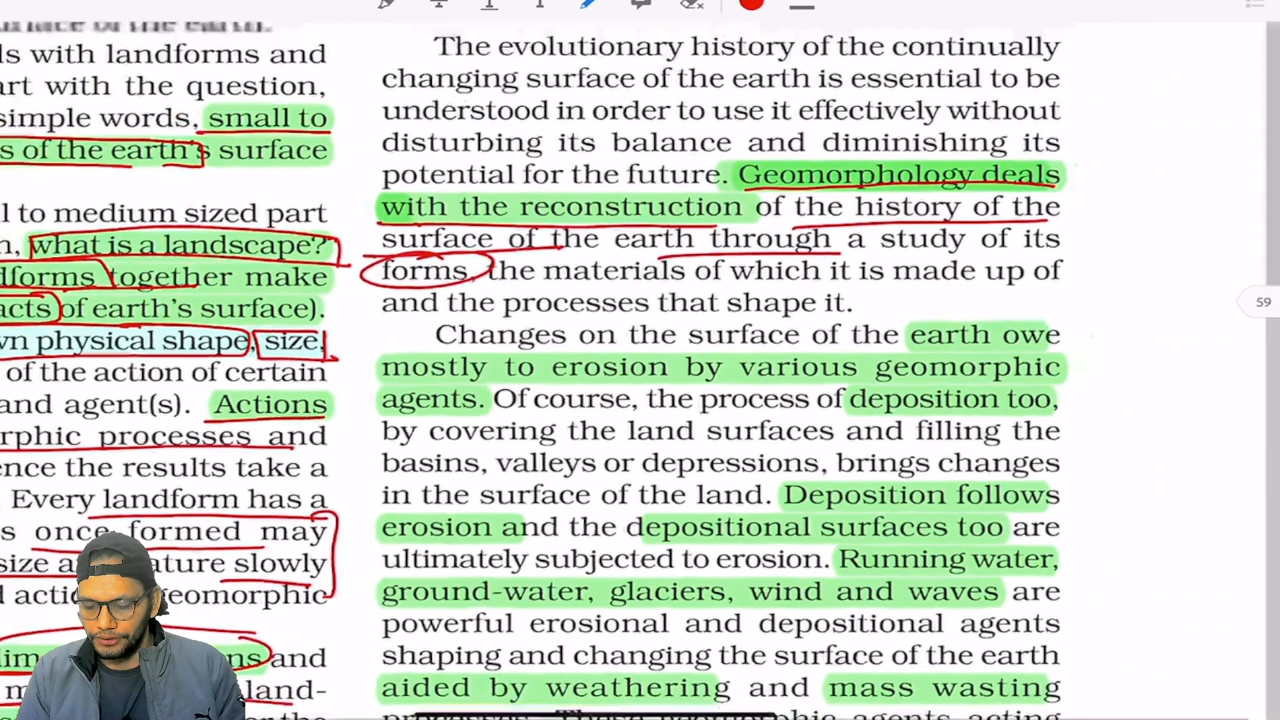 s with landforms and
art with the question,
simple words, small to
s of the earth's surface
l to medium sized part
what is a landscape?
dforms together make
acts of earth's surface).
wn physical shape, size,
of the action of certain
and agent(s). Actions
rphic processes and
ence the results take a
Every landform has a
s once formed may
size a ature slowly
d acti geomorphic
lim ns and
land-
The evolutionary history of the continually
changing surface of the earth is essential to be
understood in order to use it effectively without
disturbing its balance and diminishing its
potential for the future. Geomorphology deals
with the reconstruction of the history of the
surface of the earth through a study of its
forms, the materials of which it is made up of
and the processes that shape it.
Changes on the surface of the earth owe
mostly to erosion by various geomorphic
agents. Of course, the process of deposition too,
by covering the land surfaces and filling the
basins, valleys or depressions, brings changes
in the surface of the land. Deposition follows
erosion and the depositional surfaces too are
ultimately subjected to erosion. Running water,
ground-water, glaciers, wind and waves are
powerful erosional and depositional agents
shaping and changing the surface of the earth
aided by weathering and mass wasting
59